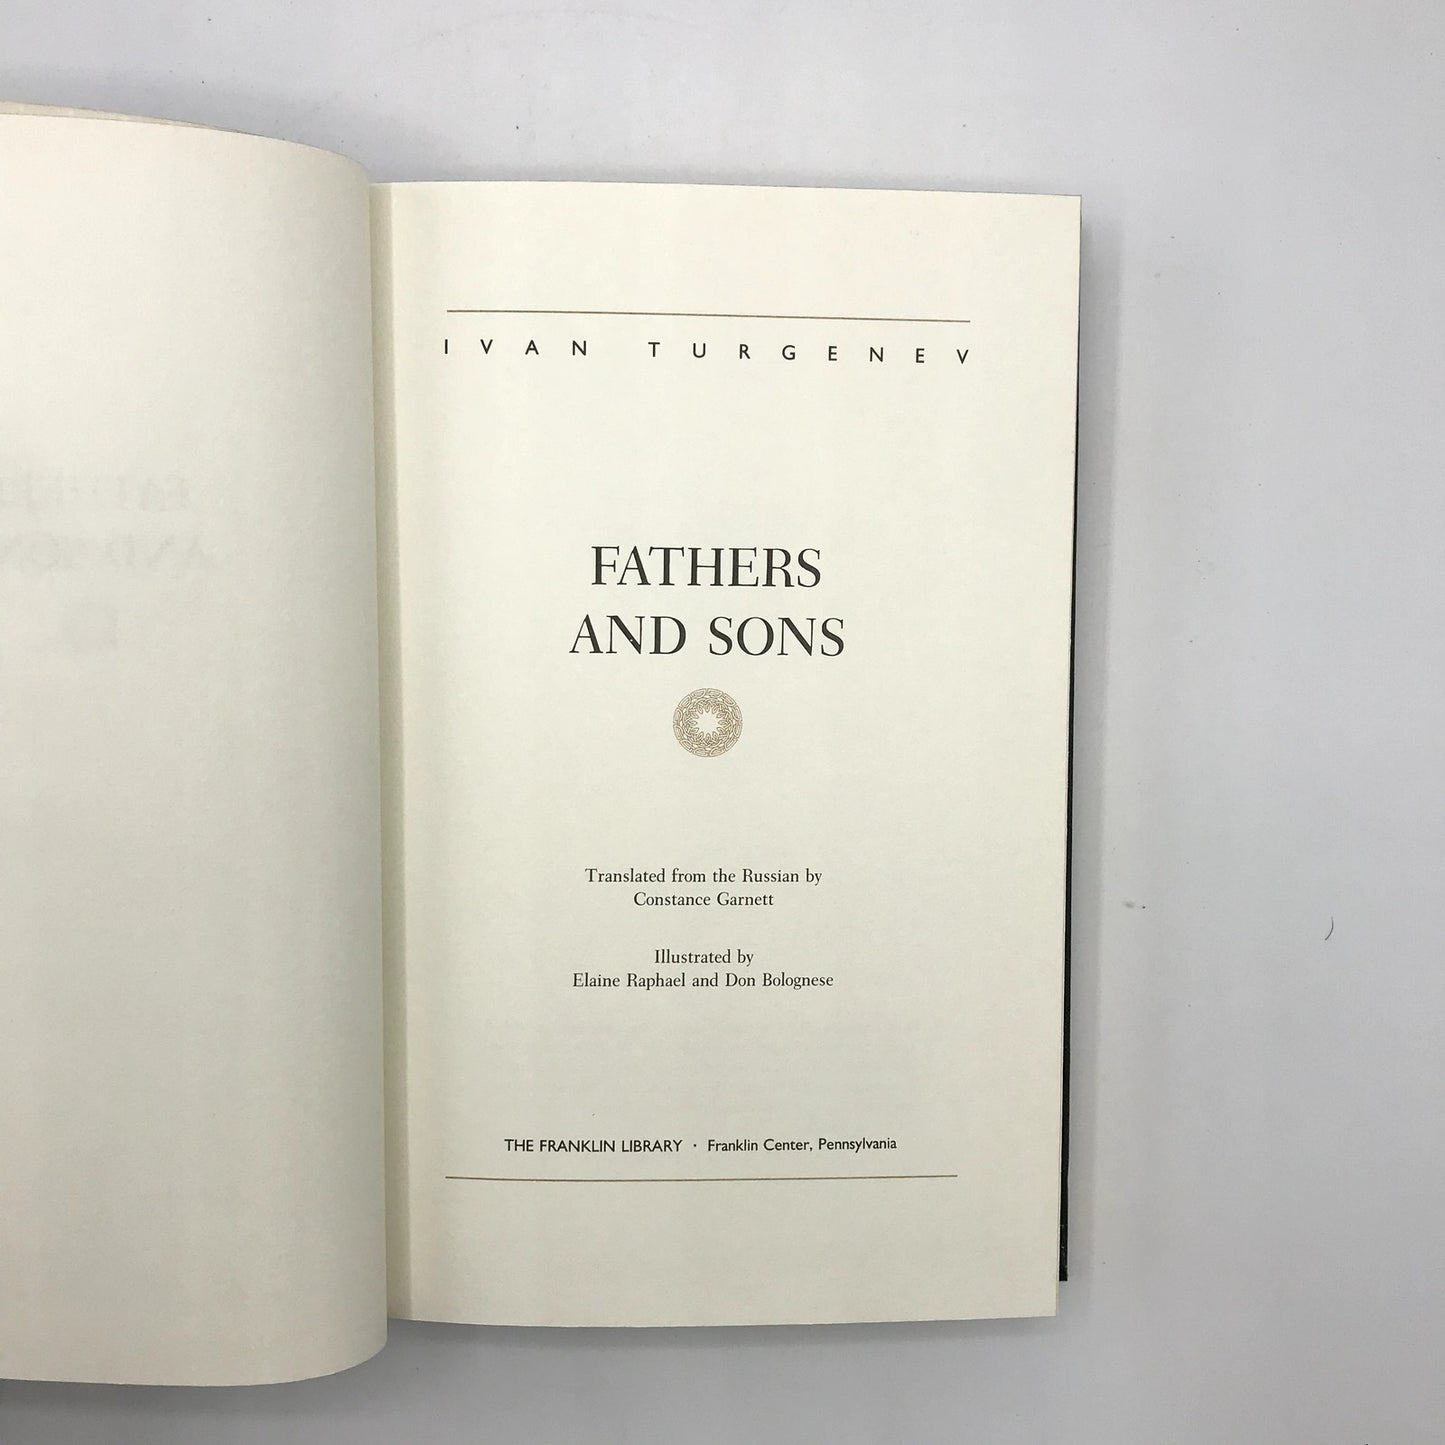 IVAN TURGENEV
FATHERS
AND SONS
Translated from the Russian by
Constance Garnett
Illustrated by
Elaine Raphael and Don Bolognese
THE FRANKLIN LIBRARY · Franklin Center, Pennsylvania